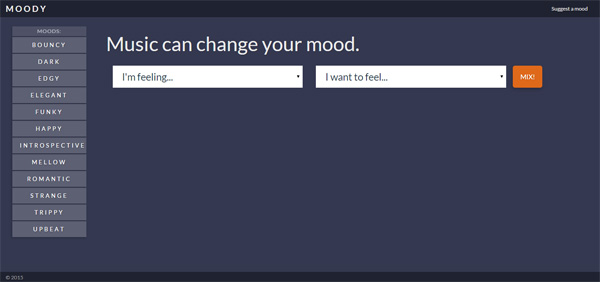 MOODY
Suggest a mood
MOODS:
BOUNCY
DARK
EDGY
ELEGANT
FUNKY
HAPPY
INTROSPECTIVE
MELLOW
ROMANTIC
STRANGE
TRIPPY
UPBEAT
Music can change your mood.
I'm feeling...
I want to feel...
MIX!
© 2015